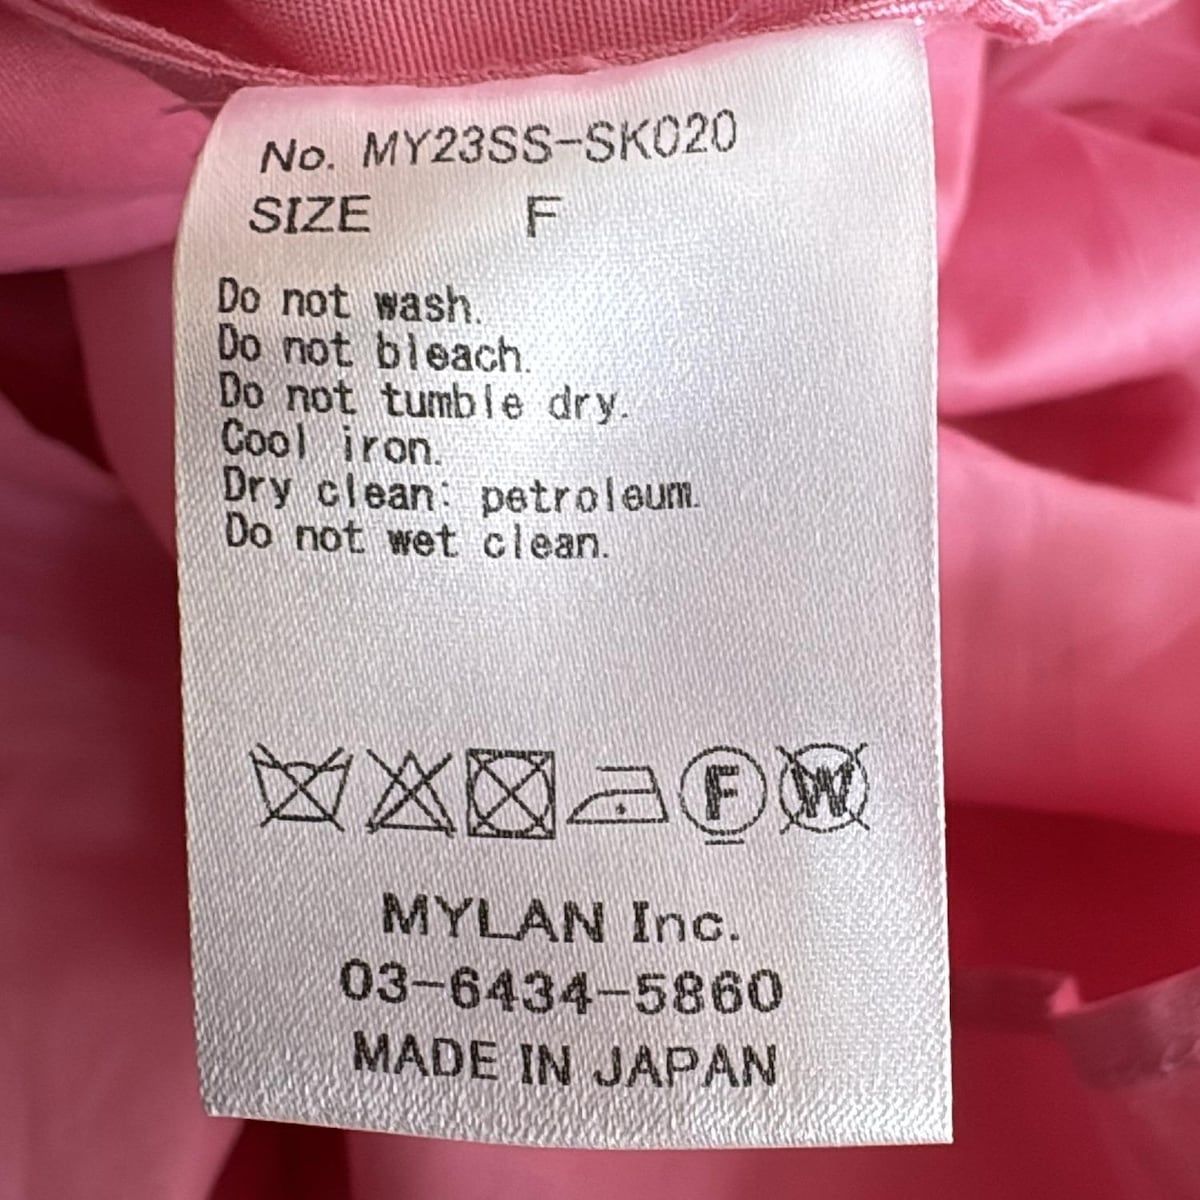 No. MY23SS-SK020
SIZE F
Do not wash.
Do not bleach.
Do not tumble dry.
Cool iron.
Dry clean: petroleum.
Do not wet clean.
F W
MYLAN Inc.
03-6434-5860
MADE IN JAPAN